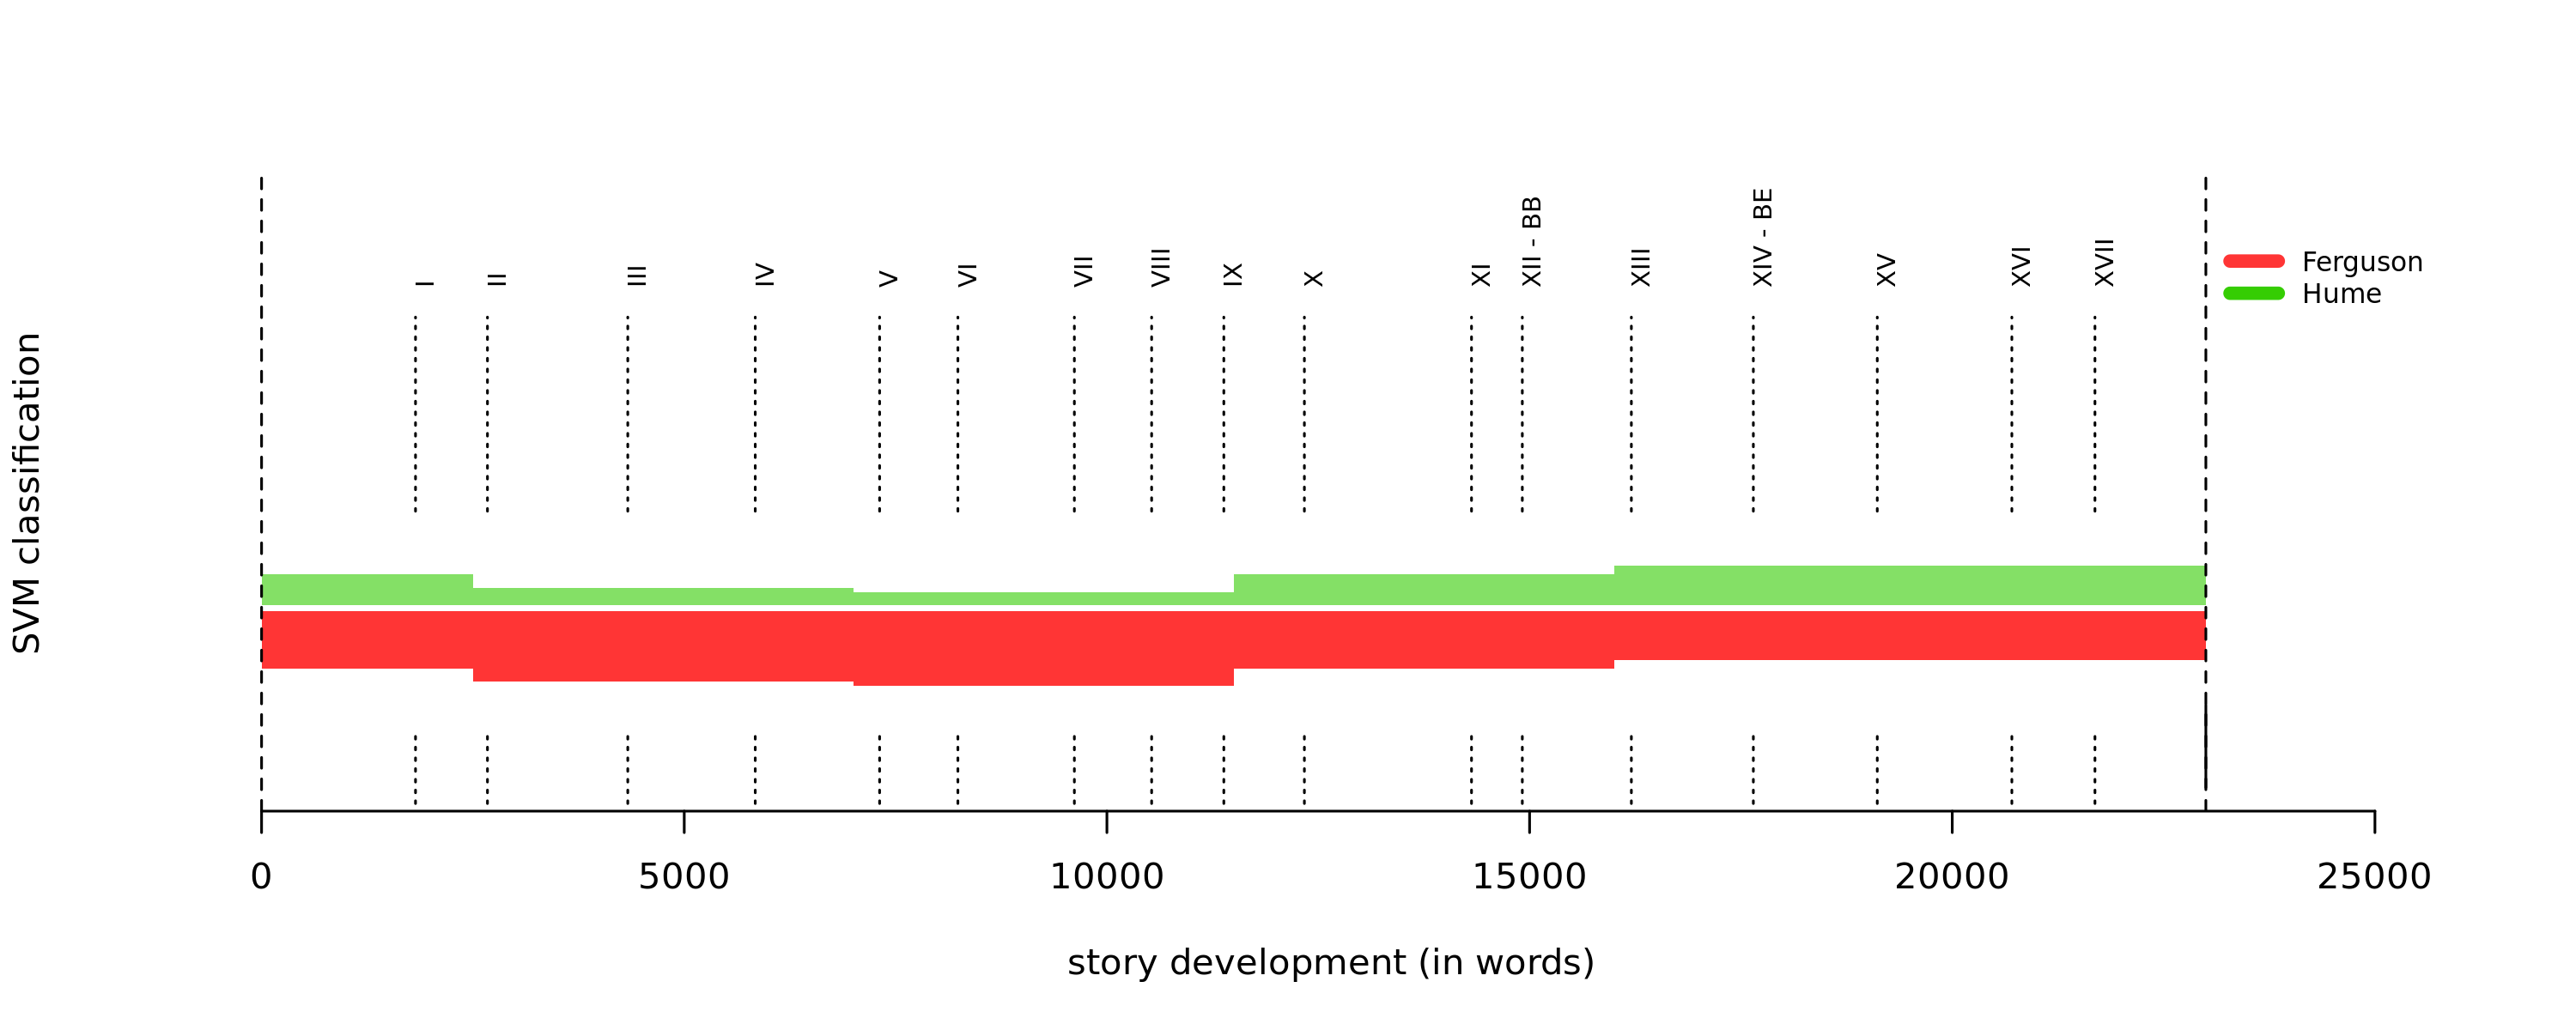 I
II
III
IV
V
VI
VII
VIII
IX
X
XI
XII - BB
XIII
XIV - BE
XV
XVI
XVII
Ferguson
Hume
SVM classification
0
5000
10000
15000
20000
25000
story development (in words)